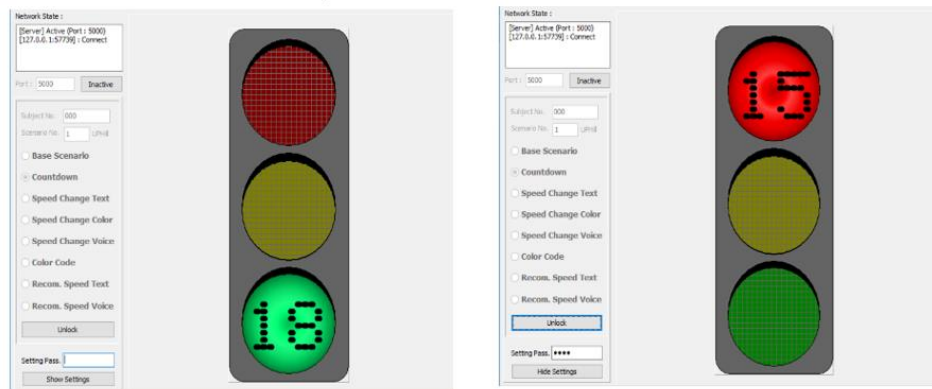 Network State :
[Server] Active (Port : 5000)
[127.0.0.1:57739] : Connect
Port : 5000 Inactive
Subject No. 000
Scenario No. 1
Base Scenario
Countdown
Speed Change Text
Speed Change Color
Speed Change Voice
Color Code
Recom. Speed Text
Recom. Speed Voice
Unlock
Setting Pass.
Show Settings
18
Network State :
[Server] Active (Port : 5000)
[127.0.0.1:57739] : Connect
Port : 5000 Inactive
Subject No. 000
Scenario No. 1
Base Scenario
Countdown
Speed Change Text
Speed Change Color
Speed Change Voice
Color Code
Recom. Speed Text
Recom. Speed Voice
Unlock
Setting Pass. ••••
Hide Settings
15